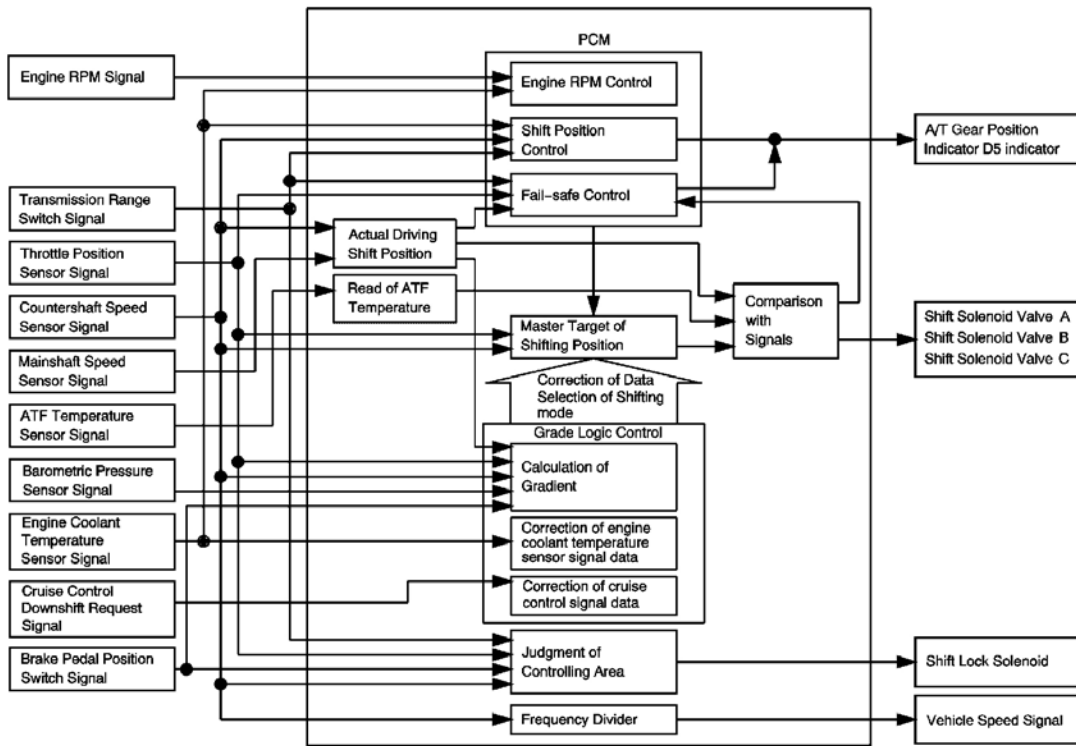 PCM
Engine RPM Signal
Engine RPM Control
Shift Position
Control
A/T Gear Position
Indicator D5 indicator
Fail-safe Control
Transmission Range
Switch Signal
Actual Driving
Shift Position
Throttle Position
Sensor Signal
Read of ATF
Temperature
Countershaft Speed
Sensor Signal
Master Target of
Shifting Position
Comparison
with
Signals
Shift Solenoid Valve A
Shift Solenoid Valve B
Shift Solenoid Valve C
Mainshaft Speed
Sensor Signal
Correction of Data
Selection of Shifting
mode
ATF Temperature
Sensor Signal
Grade Logic Control
Calculation of
Gradient
Barometric Pressure
Sensor Signal
Engine Coolant
Temperature
Sensor Signal
Correction of engine
coolant temperature
sensor signal data
Cruise Control
Downshift Request
Signal
Correction of cruise
control signal data
Brake Pedal Position
Switch Signal
Judgment of
Controlling Area
Shift Lock Solenoid
Frequency Divider
Vehicle Speed Signal